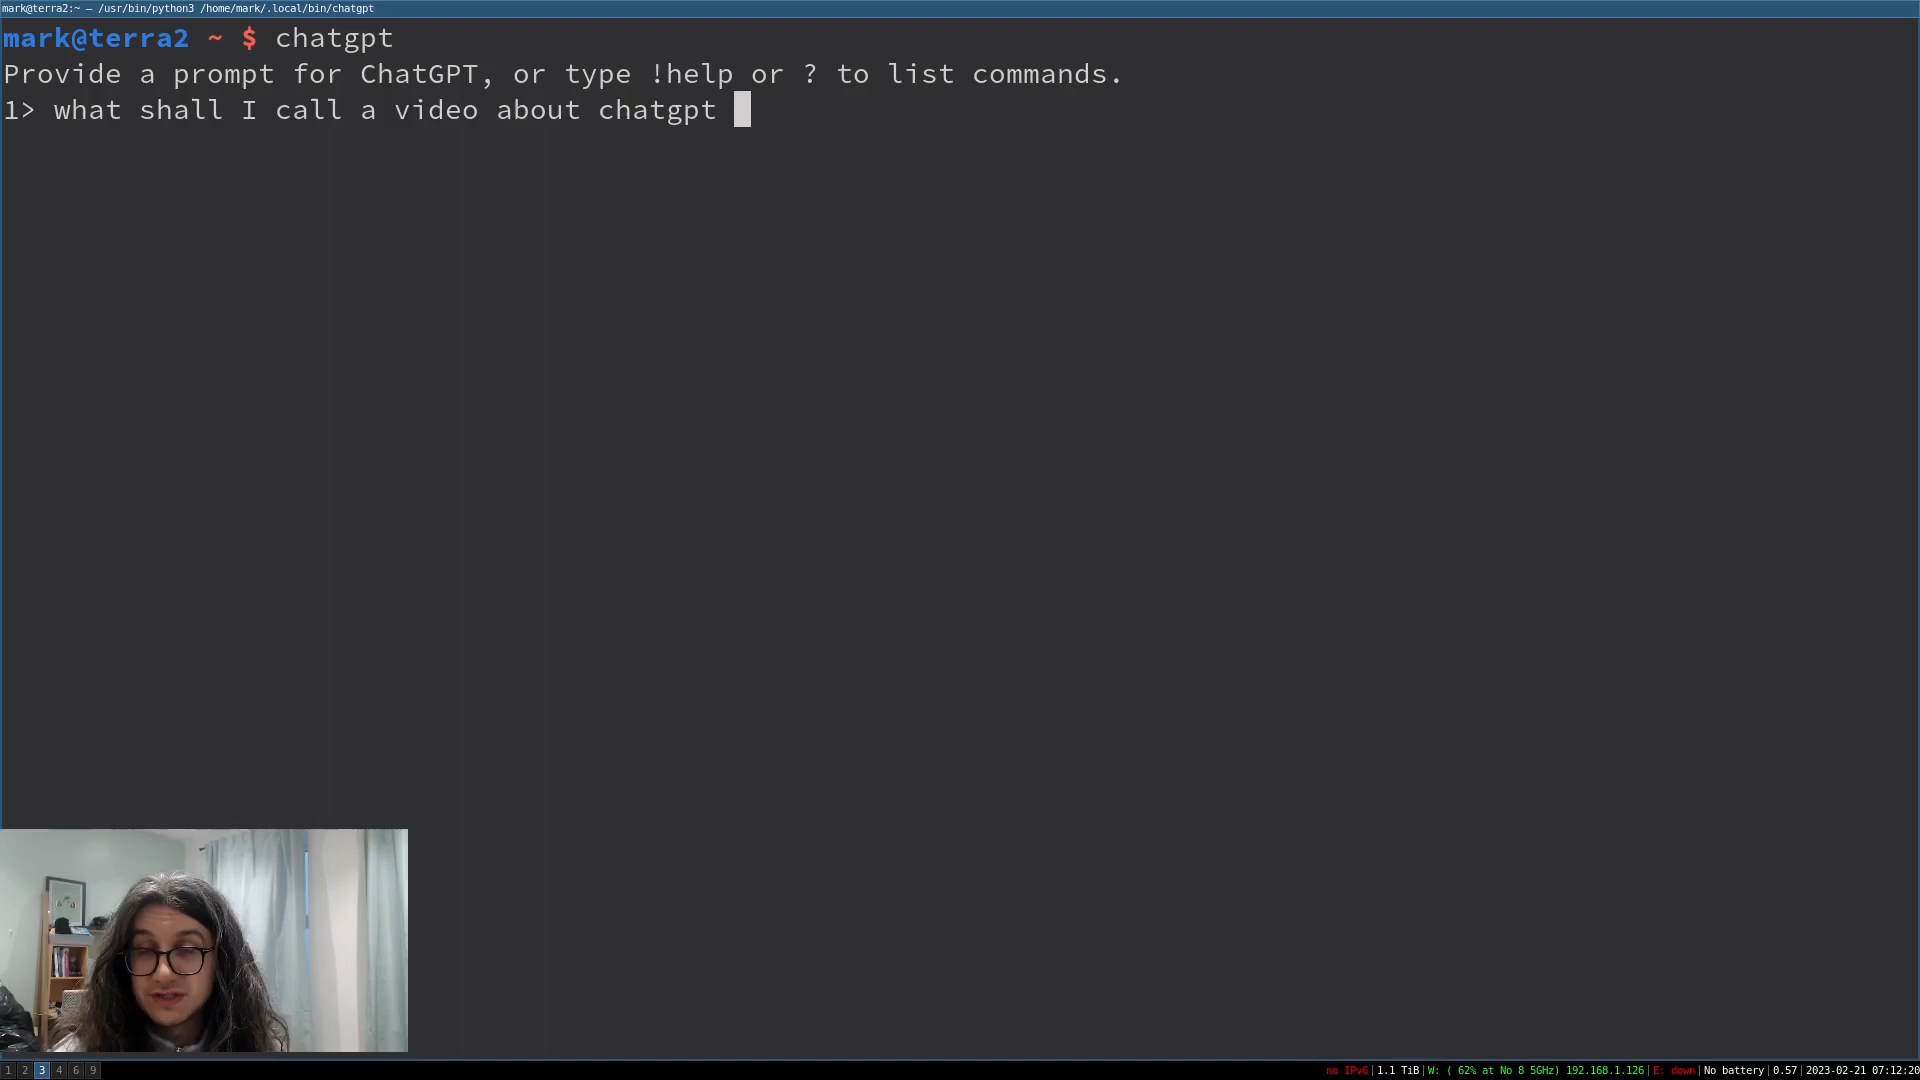 mark@terra2:~ — /usr/bin/python3 /home/mark/.local/bin/chatgpt
mark@terra2 ~ $ chatgpt
Provide a prompt for ChatGPT, or type !help or ? to list commands.
1> what shall I call a video about chatgpt
1 2 3 4 6 9
no IPv6|1.1 TiB|W: ( 62% at No 8 5GHz) 192.168.1.126|E: down|No battery|0.57|2023-02-21 07:12:20